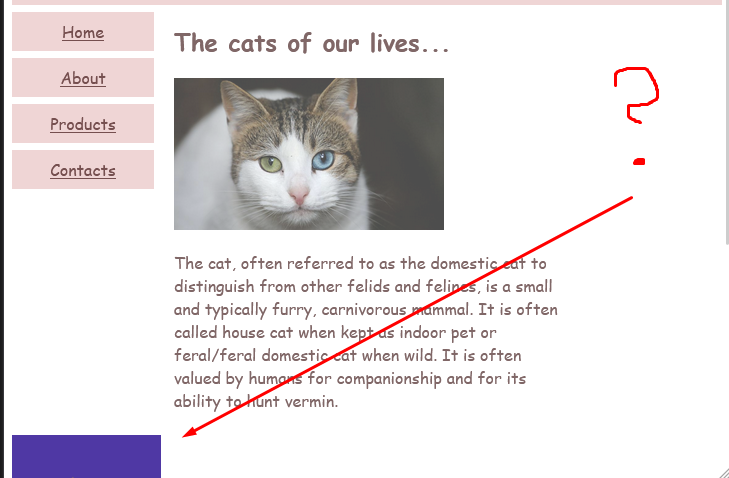 Home
About
Products
Contacts
The cats of our lives...
The cat, often referred to as the domestic cat to
distinguish from other felids and felines, is a small
and typically furry, carnivorous mammal. It is often
called house cat when kept as indoor pet or
feral/feral domestic cat when wild. It is often
valued by humans for companionship and for its
ability to hunt vermin.
?